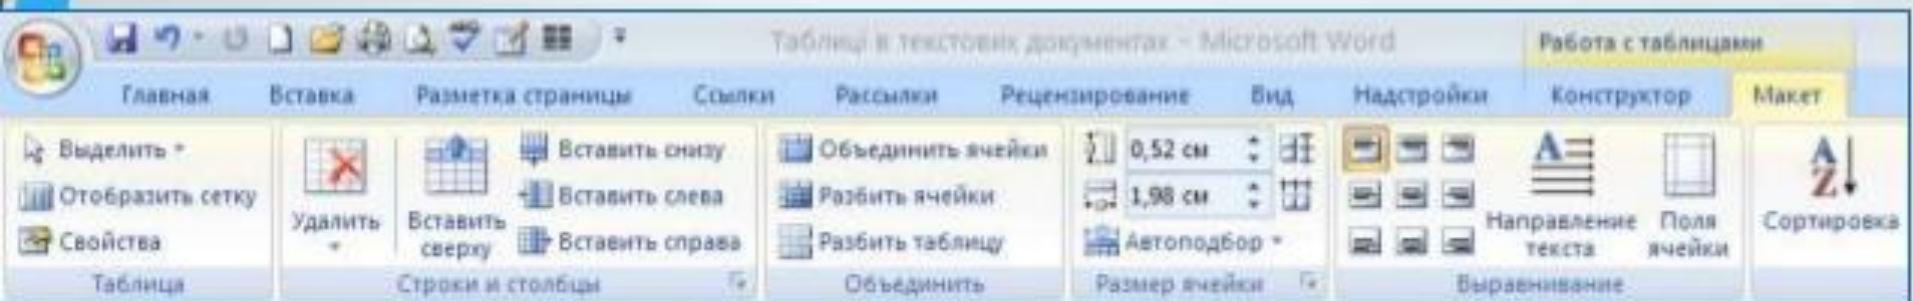 Таблиці в текстових документах - Microsoft Word
Работа с таблицами
Главная Вставка Разметка страницы Ссылки Рассылки Рецензирование Вид Надстройки Конструктор Макет
Выделить
Отобразить сетку
Свойства
Таблица
Удалить
Вставить
сверху
Вставить снизу
Вставить слева
Вставить справа
Строки и столбцы
Объединить ячейки
Разбить ячейки
Разбить таблицу
Объединить
0,52 см
1,98 см
Автоподбор
Размер ячейки
Направление
текста
Поля
ячейки
Выравнивание
А
Z
Сортировка